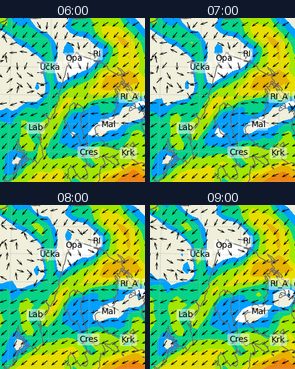 06:00
07:00
RI
Opa
Učka
RI_A
Lab
Mal
Cres
Krk
RI
Opa
Učka
RI_A
Lab
Mal
Cres
Krk
08:00
09:00
RI
Opa
Učka
RI_A
Lab
Mal
Cres
Krk
RI
Opa
Učka
RI_A
Lab
Mal
Cres
Krk